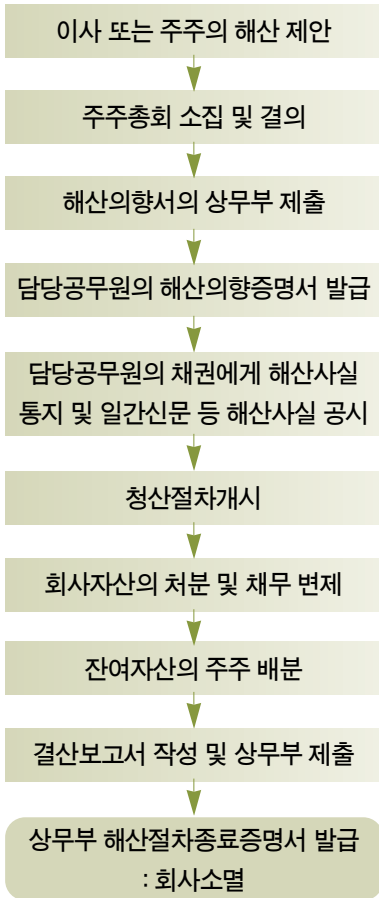 이사 또는 주주의 해산 제안
주주총회 소집 및 결의
해산의향서의 상무부 제출
담당공무원의 해산의향증명서 발급
담당공무원의 채권에게 해산사실
통지 및 일간신문 등 해산사실 공시
청산절차개시
회사자산의 처분 및 채무 변제
잔여자산의 주주 배분
결산보고서 작성 및 상무부 제출
상무부 해산절차종료증명서 발급
: 회사소멸